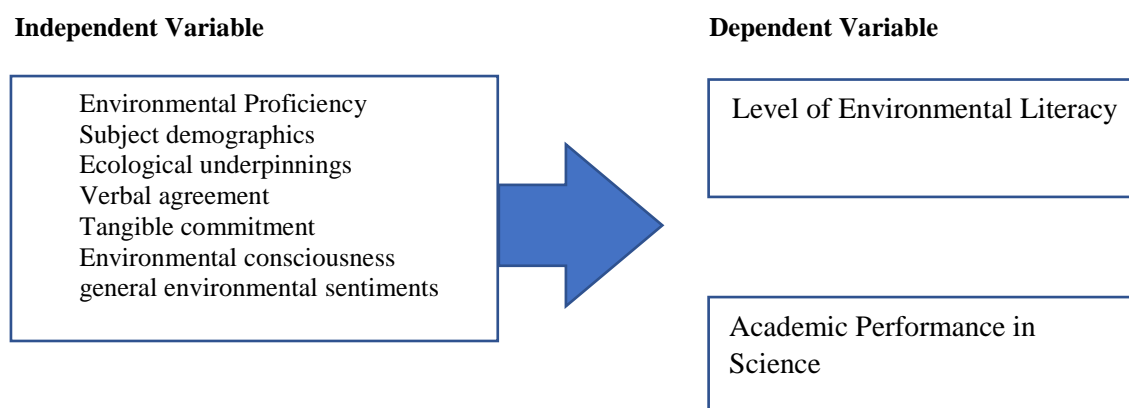 Independent Variable
Environmental Proficiency
Subject demographics
Ecological underpinnings
Verbal agreement
Tangible commitment
Environmental consciousness
general environmental sentiments
Dependent Variable
Level of Environmental Literacy
Academic Performance in
Science